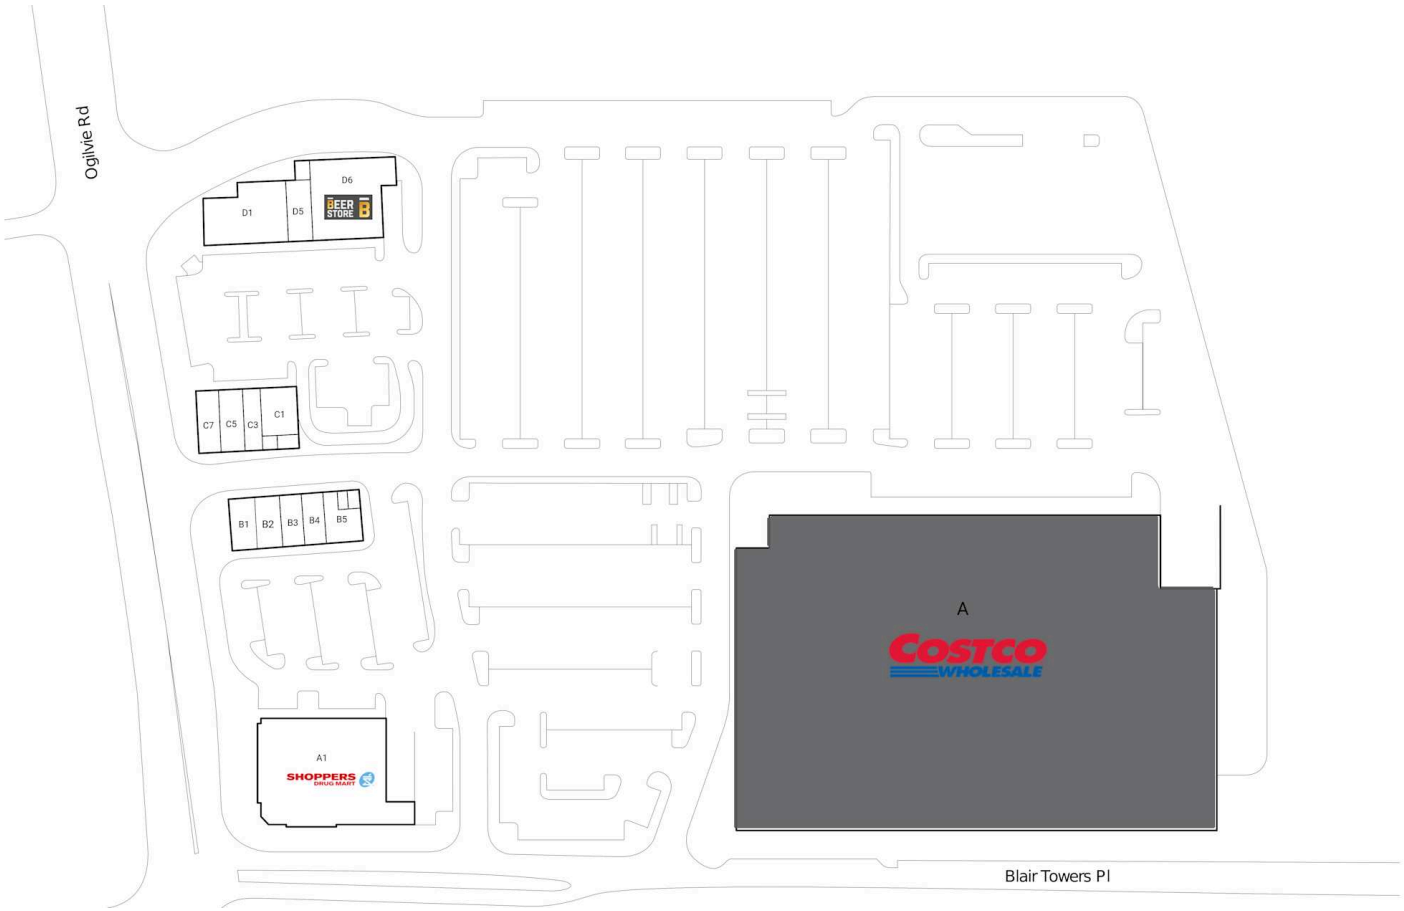 Ogilvie Rd
D6
BEER
STORE B
D1
D5
C1
C7
C5
C3
B1
B2
B3
B4
B5
A
COSTCO
WHOLESALE
A1
SHOPPERS
DRUG MART
Blair Towers Pl